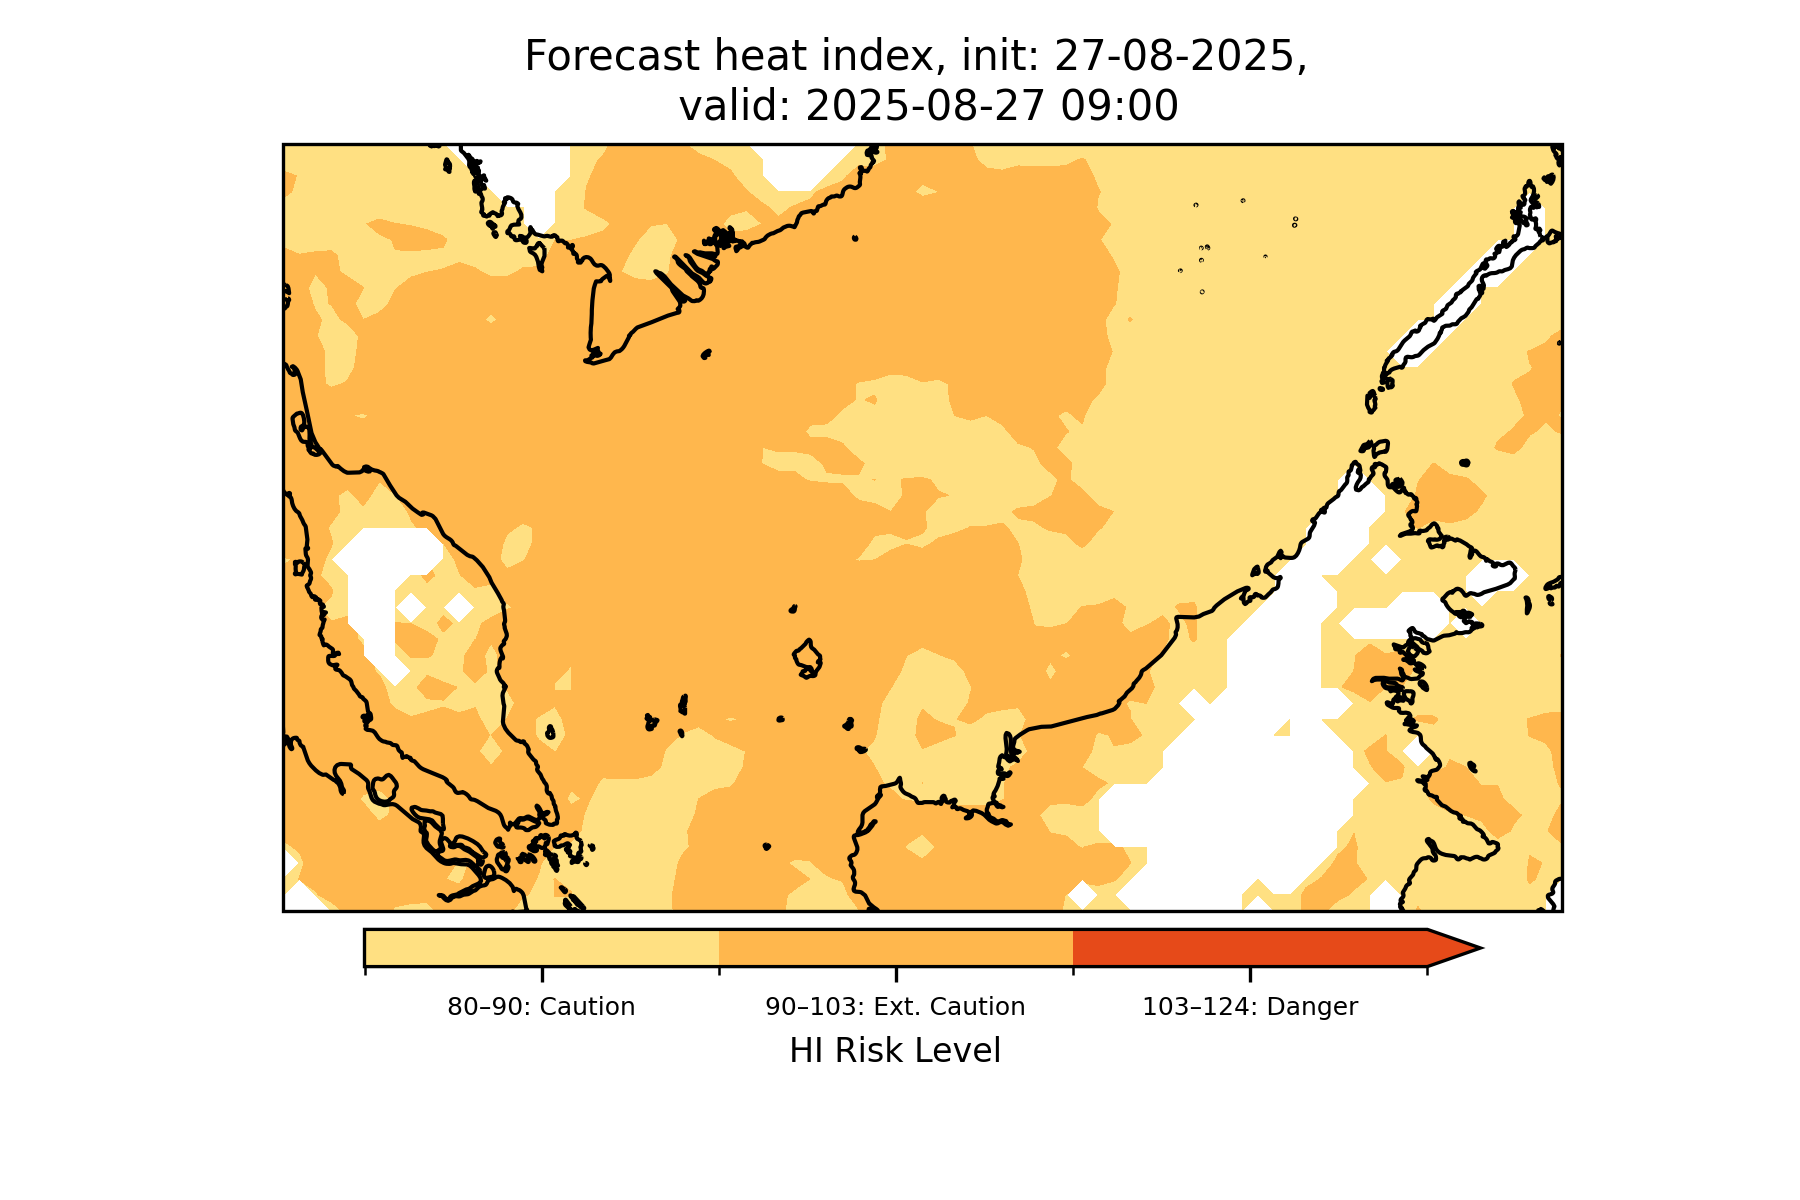 Forecast heat index, init: 27-08-2025,
valid: 2025-08-27 09:00
80–90: Caution
90–103: Ext. Caution
103–124: Danger
HI Risk Level